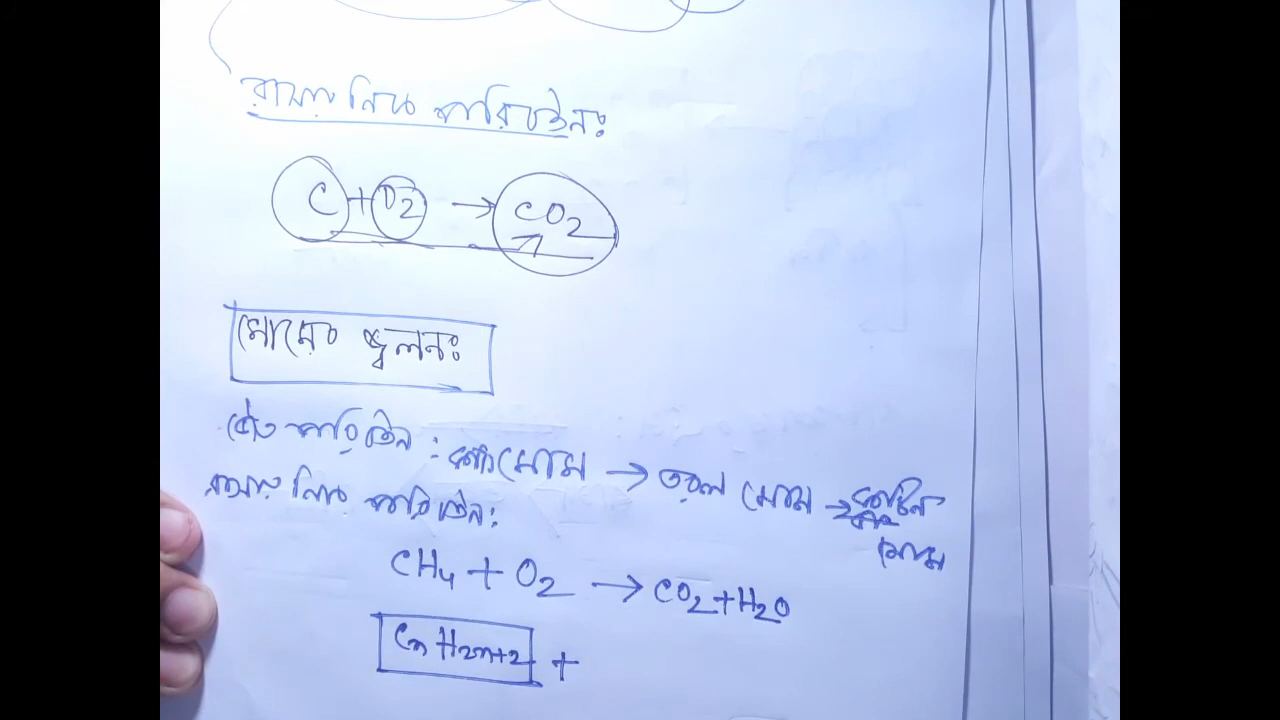 রাসায়নিক পরিবর্তনঃ
C + O2 → CO2
মোমের জ্বলনঃ
ভৌত পরিবর্তন : মোম → তরল মোম → কঠিন
মোম
রাসায়নিক পরিবর্তন:
CH4 + O2 → CO2 + H2O
CnH2n+2 +